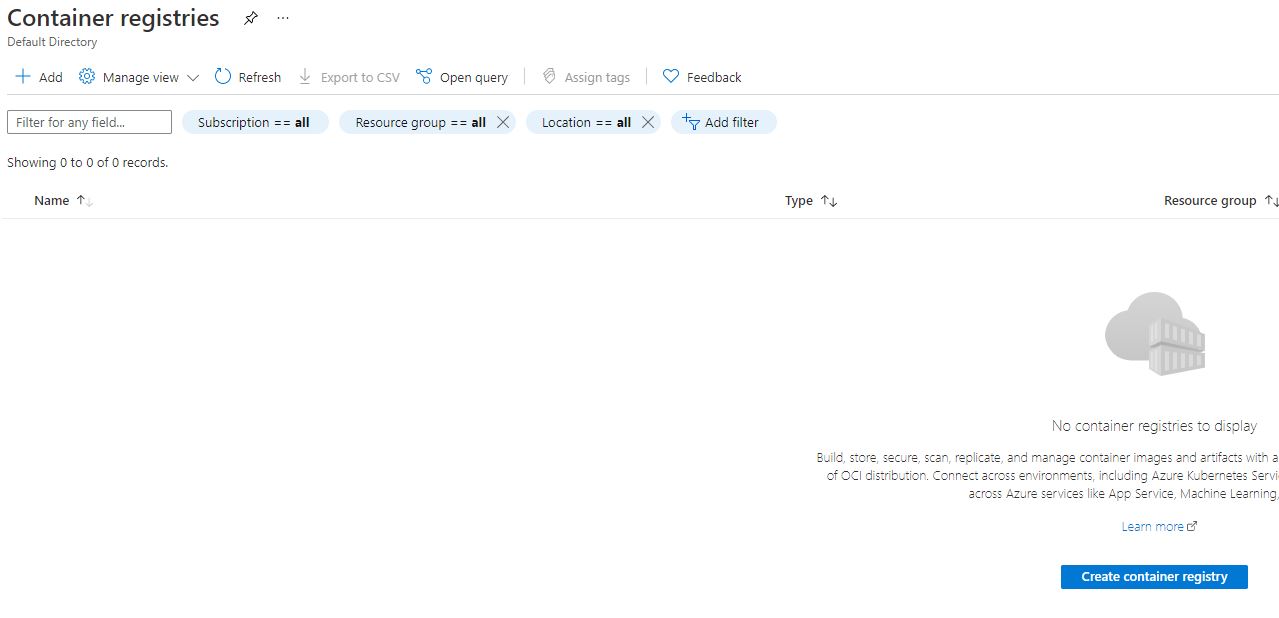 Container registries ...
Default Directory
Add Manage view Refresh Export to CSV Open query Assign tags Feedback
Filter for any field... Subscription == all Resource group == all Location == all Add filter
Showing 0 to 0 of 0 records.
Name Type Resource group
No container registries to display
Build, store, secure, scan, replicate, and manage container images and artifacts with a
of OCI distribution. Connect across environments, including Azure Kubernetes Servi
across Azure services like App Service, Machine Learning,
Learn more
Create container registry